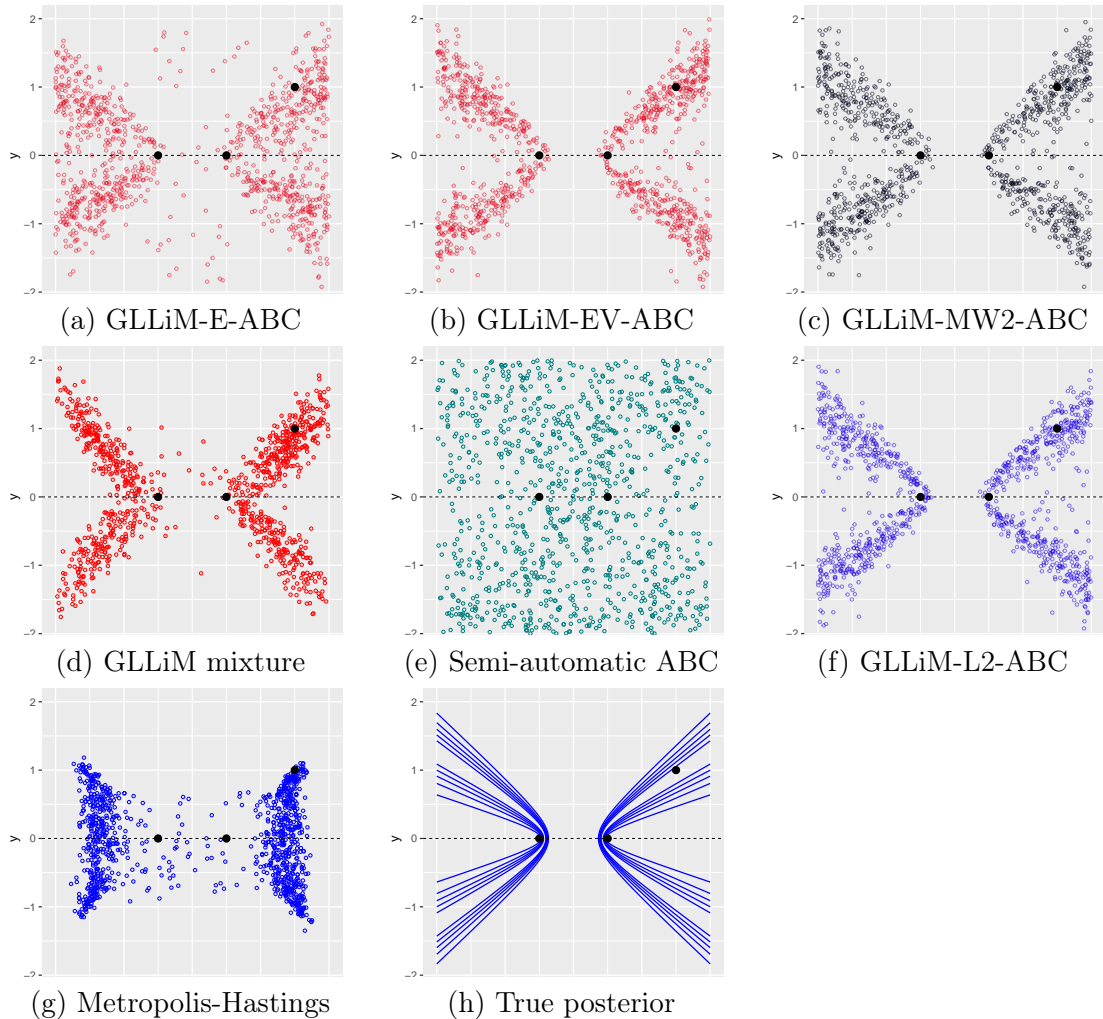 2
1
y
0
−1
−2
(a) GLLiM-E-ABC
2
1
y
0
−1
−2
(b) GLLiM-EV-ABC
2
1
y
0
−1
−2
(c) GLLiM-MW2-ABC
2
1
y
0
−1
−2
(d) GLLiM mixture
2
1
y
0
−1
−2
(e) Semi-automatic ABC
2
1
y
0
−1
−2
(f) GLLiM-L2-ABC
2
1
y
0
−1
−2
(g) Metropolis-Hastings
2
1
y
0
−1
−2
(h) True posterior